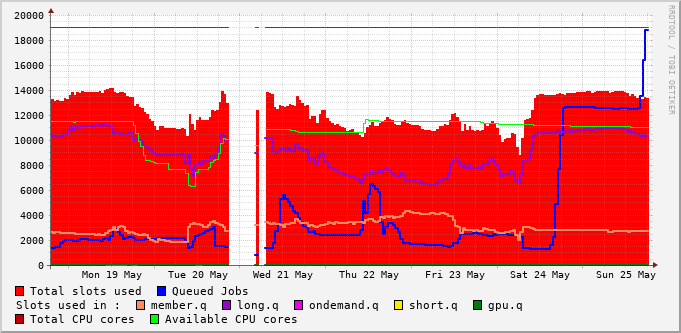 20000
18000
16000
14000
12000
10000
8000
6000
4000
2000
0
Mon 19 May Tue 20 May Wed 21 May Thu 22 May Fri 23 May Sat 24 May Sun 25 May
Total slots used Queued Jobs
Slots used in : member.q long.q ondemand.q short.q gpu.q
Total CPU cores Available CPU cores
RRDTOOL / TOBI OETIKER